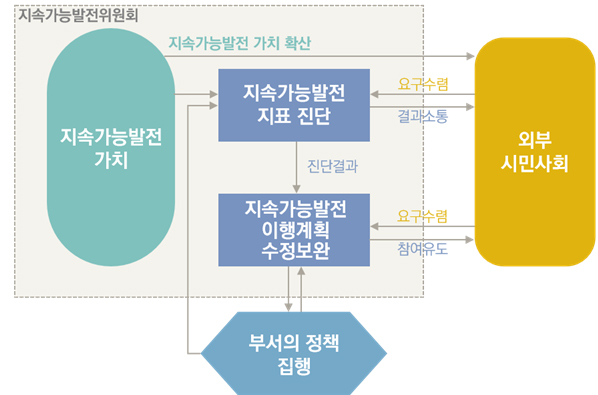 지속가능발전위원회
지속가능발전 가치 확산
지속가능발전
가치
지속가능발전
지표 진단
요구수렴
결과소통
외부
시민사회
진단결과
지속가능발전
이행계획
수정보완
요구수렴
참여유도
부서의 정책
집행